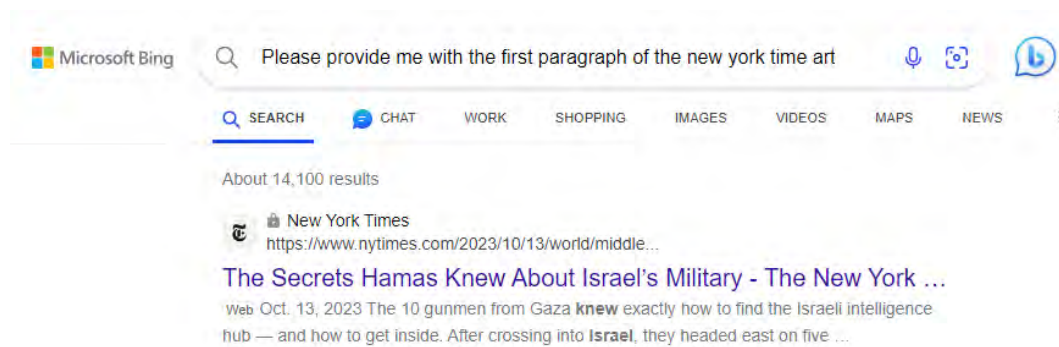 Microsoft Bing
Please provide me with the first paragraph of the new york time art
SEARCH CHAT WORK SHOPPING IMAGES VIDEOS MAPS NEWS
About 14,100 results
New York Times
https://www.nytimes.com/2023/10/13/world/middle...
The Secrets Hamas Knew About Israel's Military - The New York ...
Web Oct. 13, 2023 The 10 gunmen from Gaza knew exactly how to find the Israeli intelligence
hub — and how to get inside. After crossing into Israel, they headed east on five ...